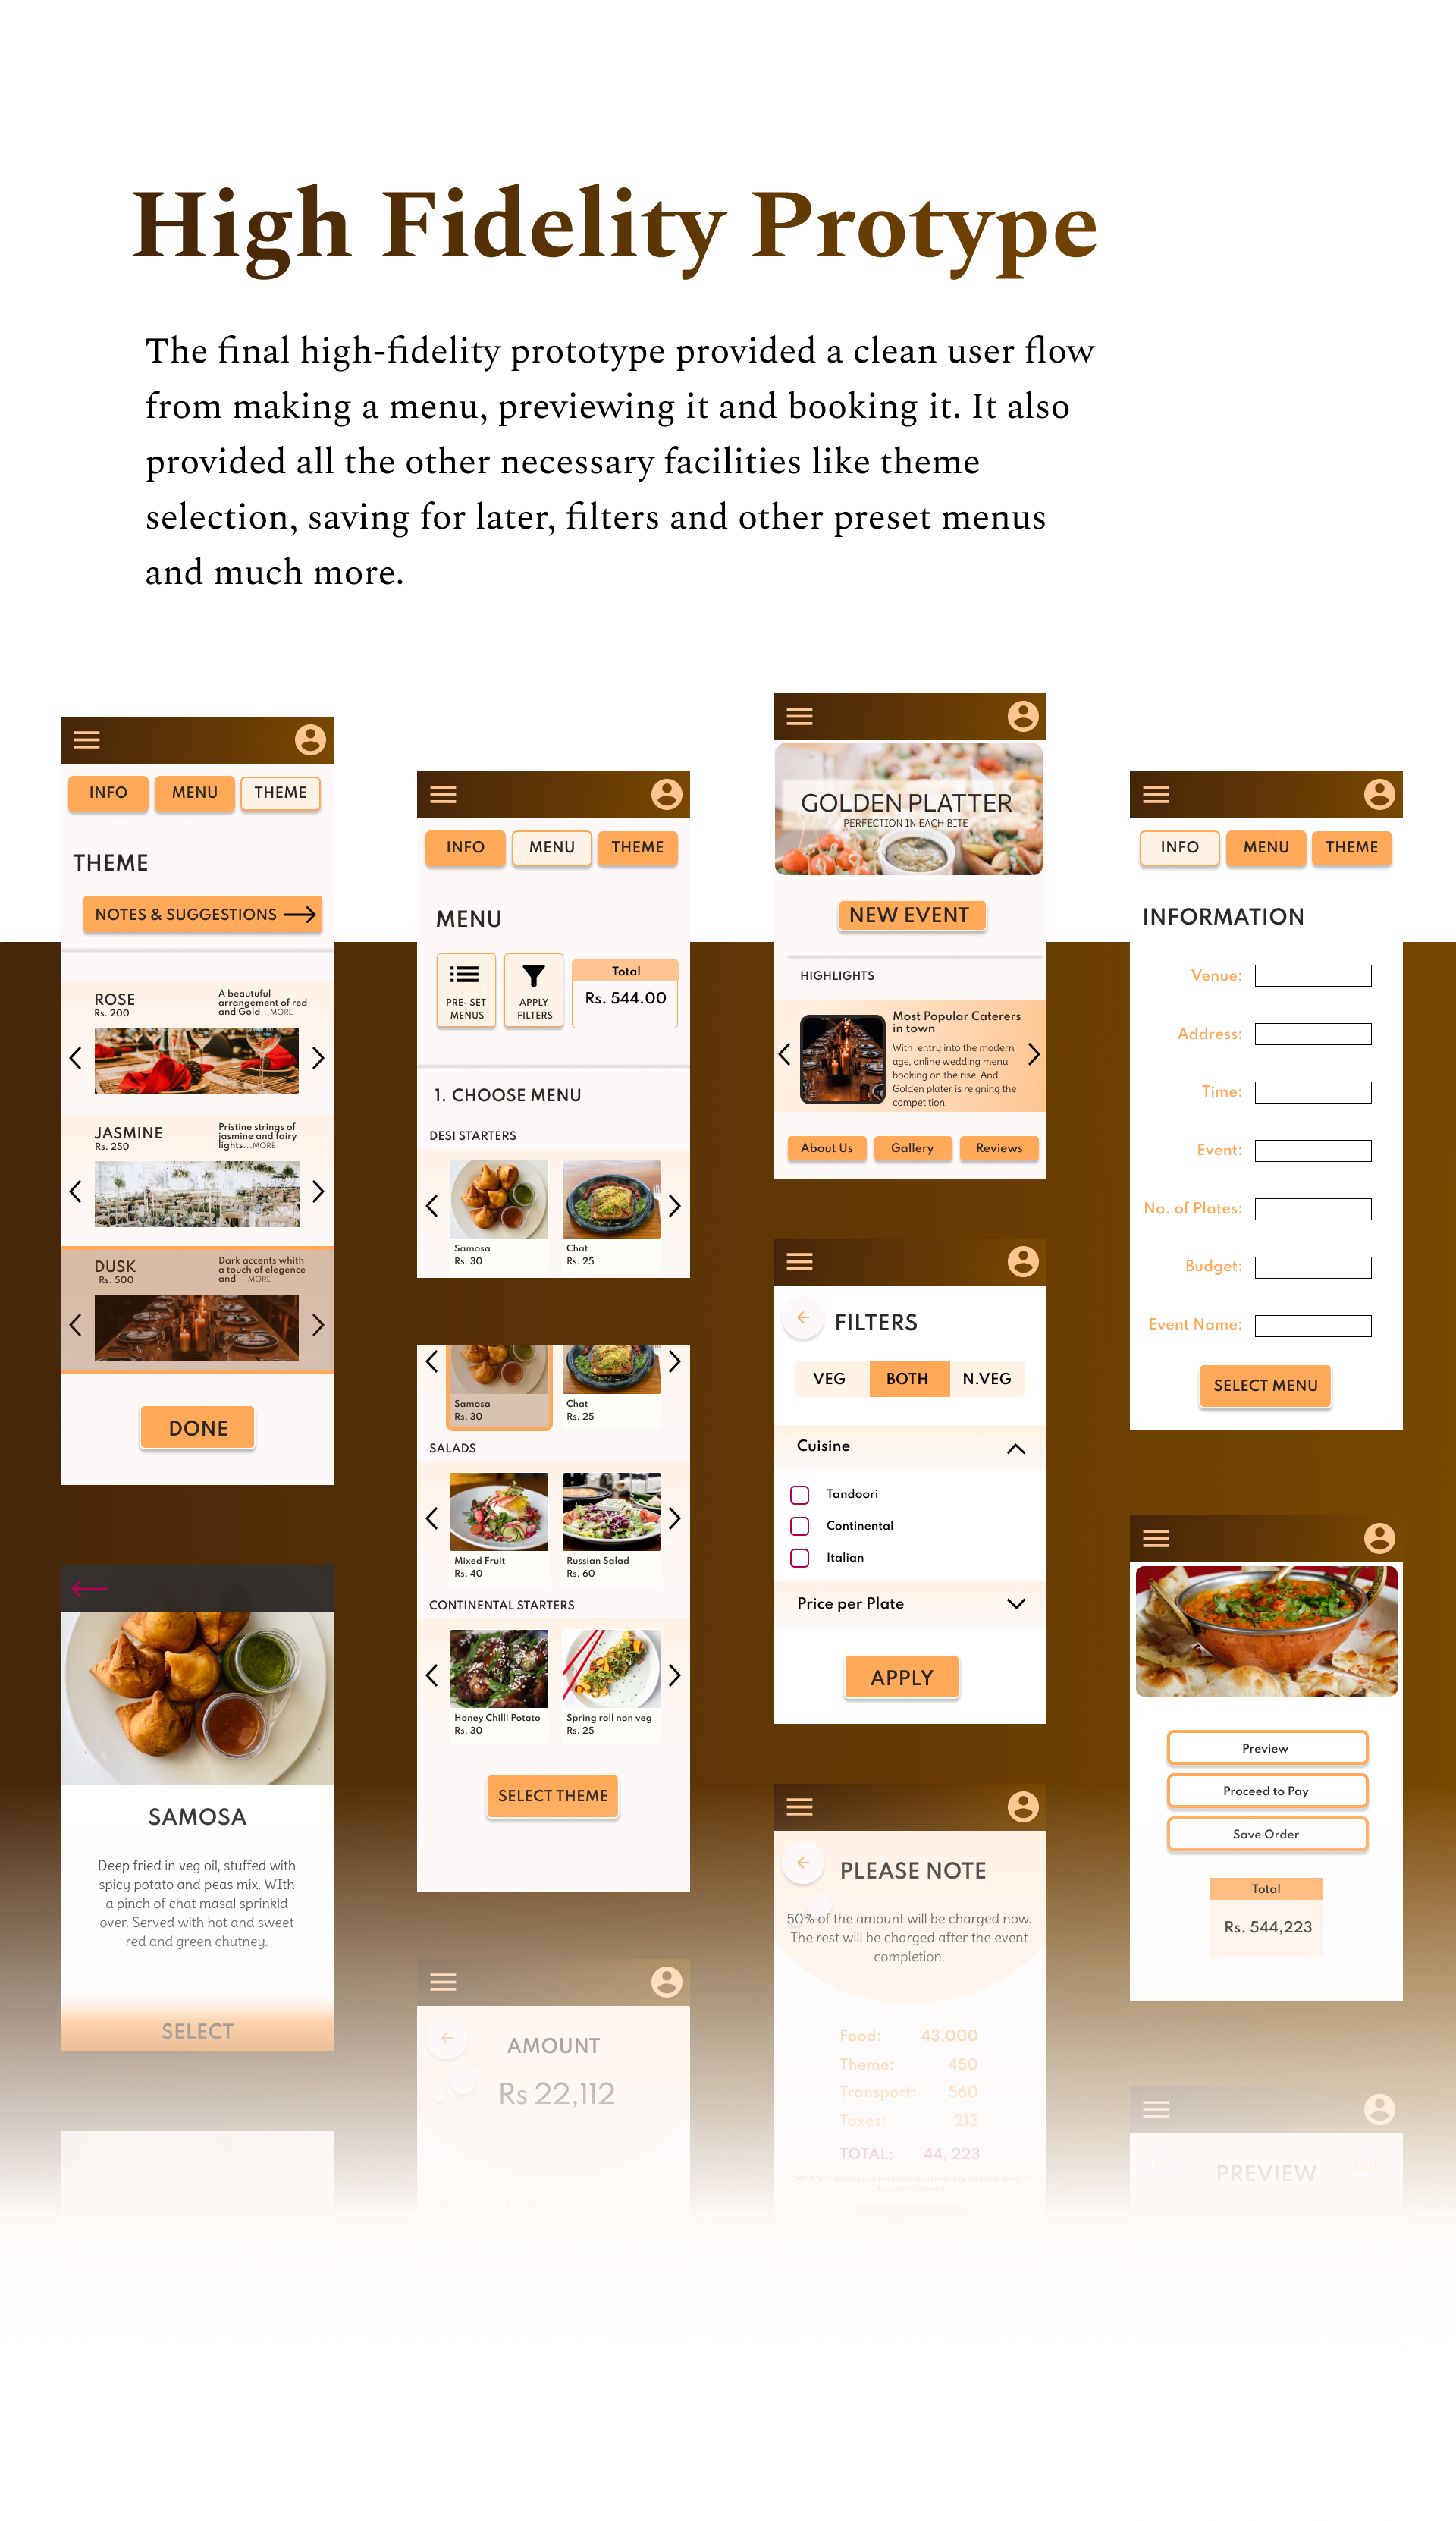 High Fidelity Protype
The final high-fidelity prototype provided a clean user flow
from making a menu, previewing it and booking it. It also
provided all the other necessary facilities like theme
selection, saving for later, filters and other preset menus
and much more.
INFO MENU THEME
THEME
NOTES & SUGGESTIONS
ROSE
Rs. 200
A beautuful
arrangement of red
and Gold...MORE
JASMINE
Rs. 250
Pristine strings of
jasmine and fairy
lights...MORE
DUSK
Rs. 500
Dark accents whith
a touch of elegence
and ...MORE
DONE
SAMOSA
Deep fried in veg oil, stuffed with
spicy potato and peas mix. WIth
a pinch of chat masal sprinkld
over. Served with hot and sweet
red and green chutney.
SELECT
INFO MENU THEME
MENU
PRE- SET
MENUS
APPLY
FILTERS
Total
Rs. 544.00
1. CHOOSE MENU
DESI STARTERS
Samosa
Rs. 30
Chat
Rs. 25
Samosa
Rs. 30
Chat
Rs. 25
SALADS
Mixed Fruit
Rs. 40
Russian Salad
Rs. 60
CONTINENTAL STARTERS
Honey Chilli Potato
Rs. 30
Spring roll non veg
Rs. 25
SELECT THEME
AMOUNT
Rs 22,112
GOLDEN PLATTER
PERFECTION IN EACH BITE
NEW EVENT
HIGHLIGHTS
Most Popular Caterers
in town
With entry into the modern
age, online wedding menu
booking on the rise. And
Golden plater is reigning the
competition.
About Us Gallery Reviews
FILTERS
VEG BOTH N.VEG
Cuisine
Tandoori
Continental
Italian
Price per Plate
APPLY
PLEASE NOTE
50% of the amount will be charged now.
The rest will be charged after the event
completion.
Food: 43,000
Theme: 450
Transport: 560
Taxes: 213
TOTAL: 44, 223
INFO MENU THEME
INFORMATION
Venue:
Address:
Time:
Event:
No. of Plates:
Budget:
Event Name:
SELECT MENU
Preview
Proceed to Pay
Save Order
Total
Rs. 544,223
PREVIEW EDIT